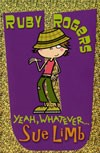 RUBY
ROGERS
YEAH, WHATEVER...
Sue Limb